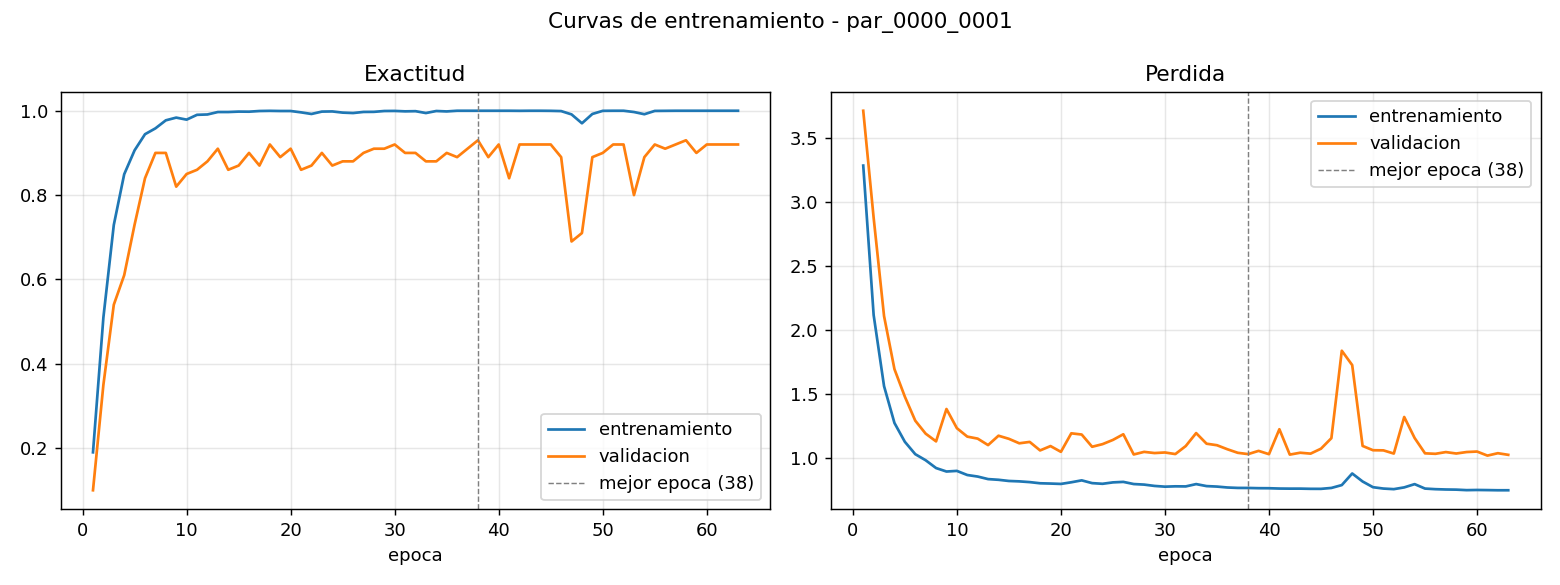 Curvas de entrenamiento - par_0000_0001
Exactitud
1.0
0.8
0.6
0.4
0.2
0
10
20
30
40
50
60
epoca
entrenamiento
validacion
mejor epoca (38)
Perdida
3.5
3.0
2.5
2.0
1.5
1.0
0
10
20
30
40
50
60
epoca
entrenamiento
validacion
mejor epoca (38)